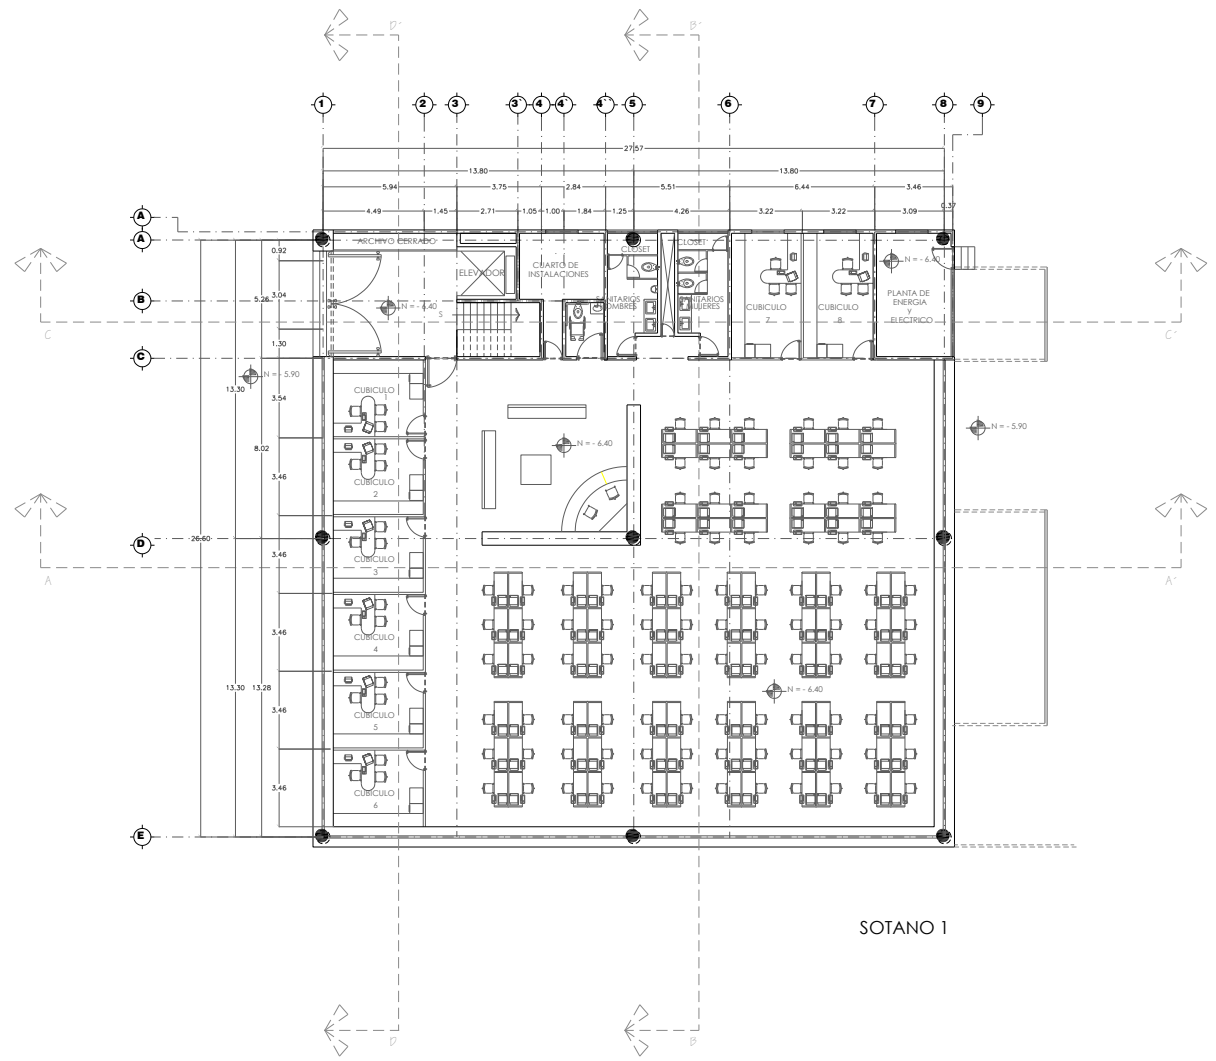 D'
B'
1
2
3
3'
4
4'
4''
5
6
7
8
9
27.57
13.80
13.80
5.94
3.75
2.84
5.51
6.44
3.46
4.49
1.45
2.71
1.05
1.00
1.84
1.25
4.26
3.22
3.22
3.09
0.37
A
A
B
C
D
E
ARCHIVO CERRADO
ELEVADOR
CUARTO DE
INSTALACIONES
CLOSET
CLOSET
SANITARIOS
HOMBRES
SANITARIOS
MUJERES
CUBICULO
7
CUBICULO
8
N = - 6.40
PLANTA DE
ENERGIA
Y
ELECTRICO
N = - 6.40
S
0.92
3.04
5.26
1.30
C
C'
N = - 5.90
13.30
3.54
8.02
3.46
3.46
26.60
3.46
13.30
13.28
3.46
3.46
CUBICULO
1
CUBICULO
2
CUBICULO
3
CUBICULO
4
CUBICULO
5
CUBICULO
6
N = - 6.40
N = - 5.90
A
A'
N = - 6.40
SOTANO 1
D
B